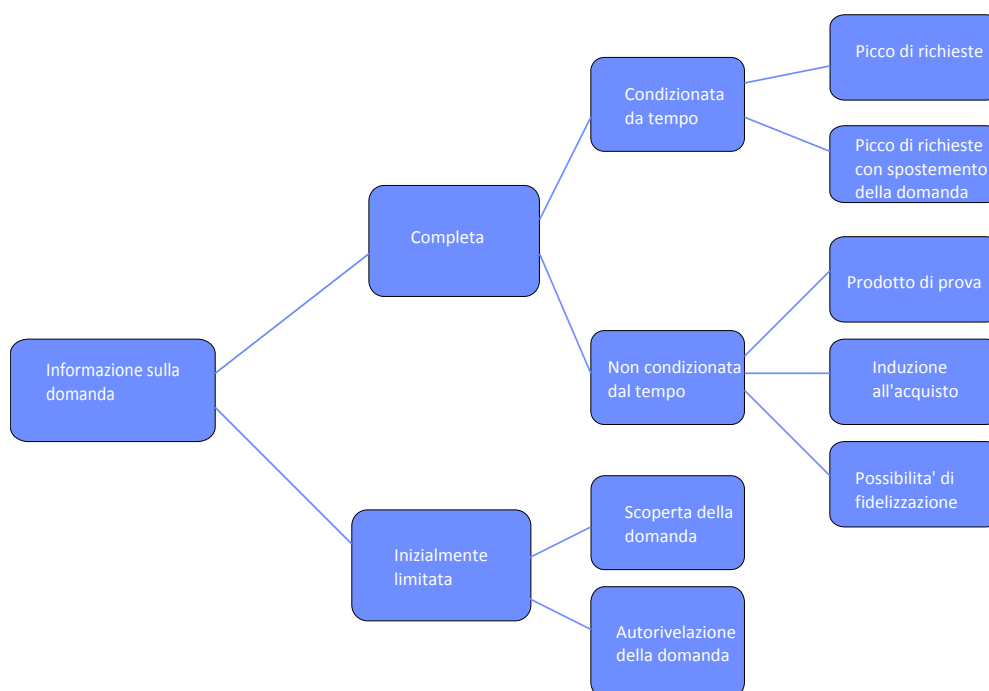 Informazione sulla
domanda
Completa
Inizialmente
limitata
Condizionata
da tempo
Non condizionata
dal tempo
Scoperta della
domanda
Autorivelazione
della domanda
Picco di richieste
Picco di richieste
con spostemento
della domanda
Prodotto di prova
Induzione
all'acquisto
Possibilita' di
fidelizzazione